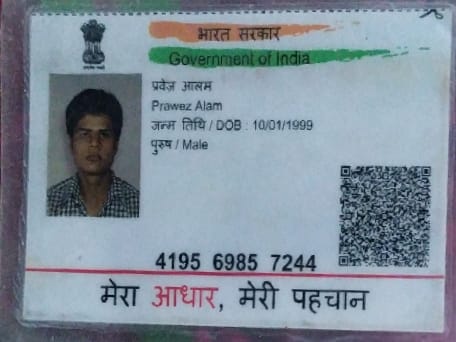 भारत सरकार
Government of India
प्रवेज़ आलम
Prawez Alam
जन्म तिथि / DOB : 10/01/1999
पुरुष / Male
4195 6985 7244
मेरा आधार, मेरी पहचान